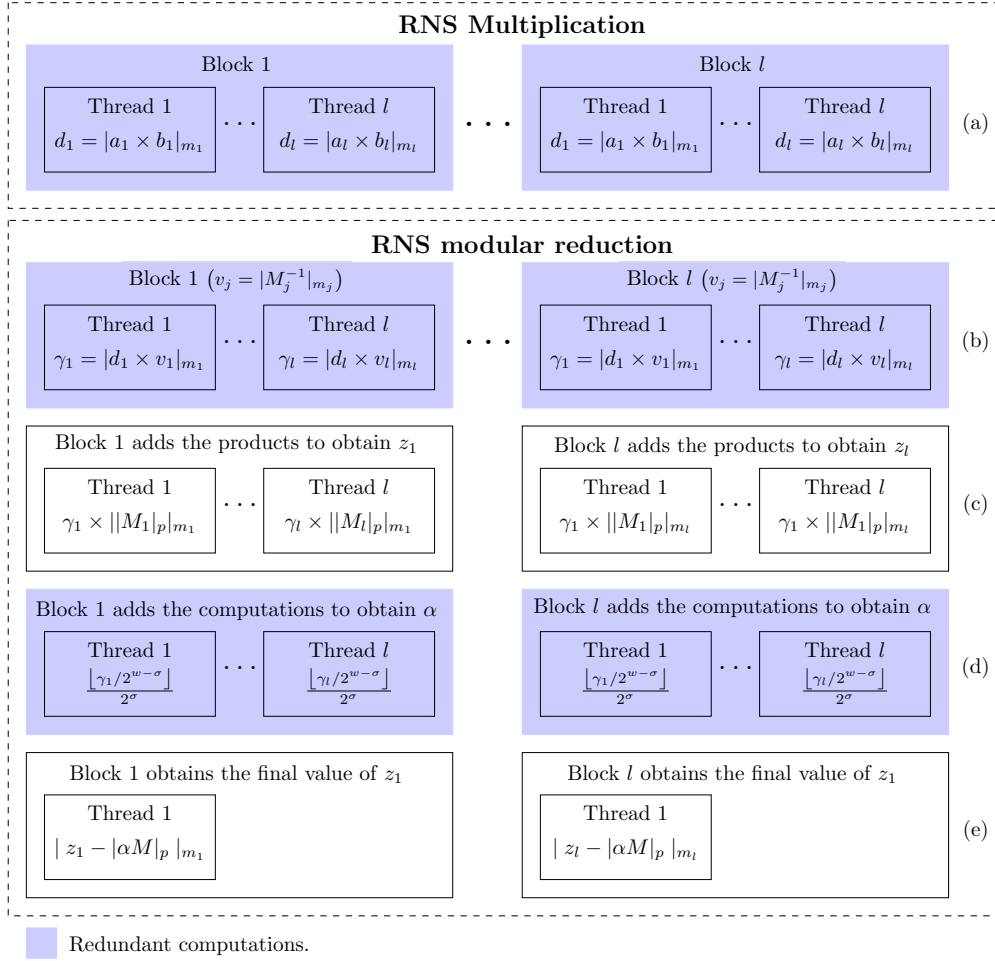 RNS Multiplication
Block 1 Block l
Thread 1 Thread l Thread 1 Thread l
d_1 = |a_1 × b_1|_{m_1} · · · d_l = |a_l × b_l|_{m_l} · · · d_1 = |a_1 × b_1|_{m_1} · · · d_l = |a_l × b_l|_{m_l} (a)
RNS modular reduction
Block 1 (v_j = |M_j^{-1}|_{m_j}) Block l (v_j = |M_j^{-1}|_{m_j})
Thread 1 Thread l Thread 1 Thread l
γ_1 = |d_1 × v_1|_{m_1} · · · γ_l = |d_l × v_l|_{m_l} · · · γ_1 = |d_1 × v_1|_{m_1} · · · γ_l = |d_l × v_l|_{m_l} (b)
Block 1 adds the products to obtain z_1 Block l adds the products to obtain z_l
Thread 1 Thread l Thread 1 Thread l
γ_1 × ||M_1|_p|_{m_1} · · · γ_l × ||M_l|_p|_{m_1} γ_1 × ||M_1|_p|_{m_l} · · · γ_1 × ||M_1|_p|_{m_l} (c)
Block 1 adds the computations to obtain α Block l adds the computations to obtain α
Thread 1 Thread l Thread 1 Thread l
⌊γ_1/2^{w−σ}⌋/2^σ · · · ⌊γ_l/2^{w−σ}⌋/2^σ ⌊γ_1/2^{w−σ}⌋/2^σ · · · ⌊γ_l/2^{w−σ}⌋/2^σ (d)
Block 1 obtains the final value of z_1 Block l obtains the final value of z_1
Thread 1 Thread 1
| z_1 − |αM|_p |_{m_1} | z_l − |αM|_p |_{m_l} (e)
Redundant computations.